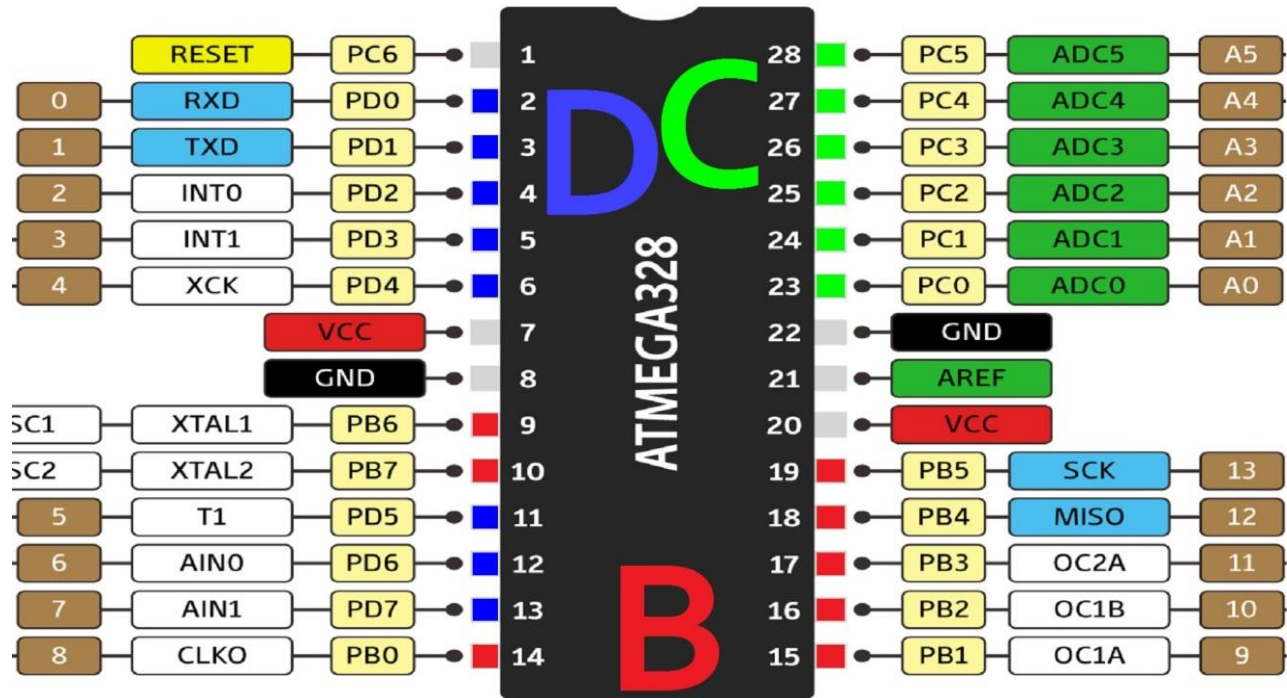 RESET PC6 1 28 PC5 ADC5 A5
0 RXD PD0 2 27 PC4 ADC4 A4
1 TXD PD1 3 26 PC3 ADC3 A3
2 INT0 PD2 4 25 PC2 ADC2 A2
3 INT1 PD3 5 24 PC1 ADC1 A1
4 XCK PD4 6 23 PC0 ADC0 A0
VCC 7 22 GND
GND 8 21 AREF
SC1 XTAL1 PB6 9 20 VCC
SC2 XTAL2 PB7 10 19 PB5 SCK 13
5 T1 PD5 11 18 PB4 MISO 12
6 AIN0 PD6 12 17 PB3 OC2A 11
7 AIN1 PD7 13 16 PB2 OC1B 10
8 CLKO PB0 14 15 PB1 OC1A 9
D
C
ATMEGA328
B